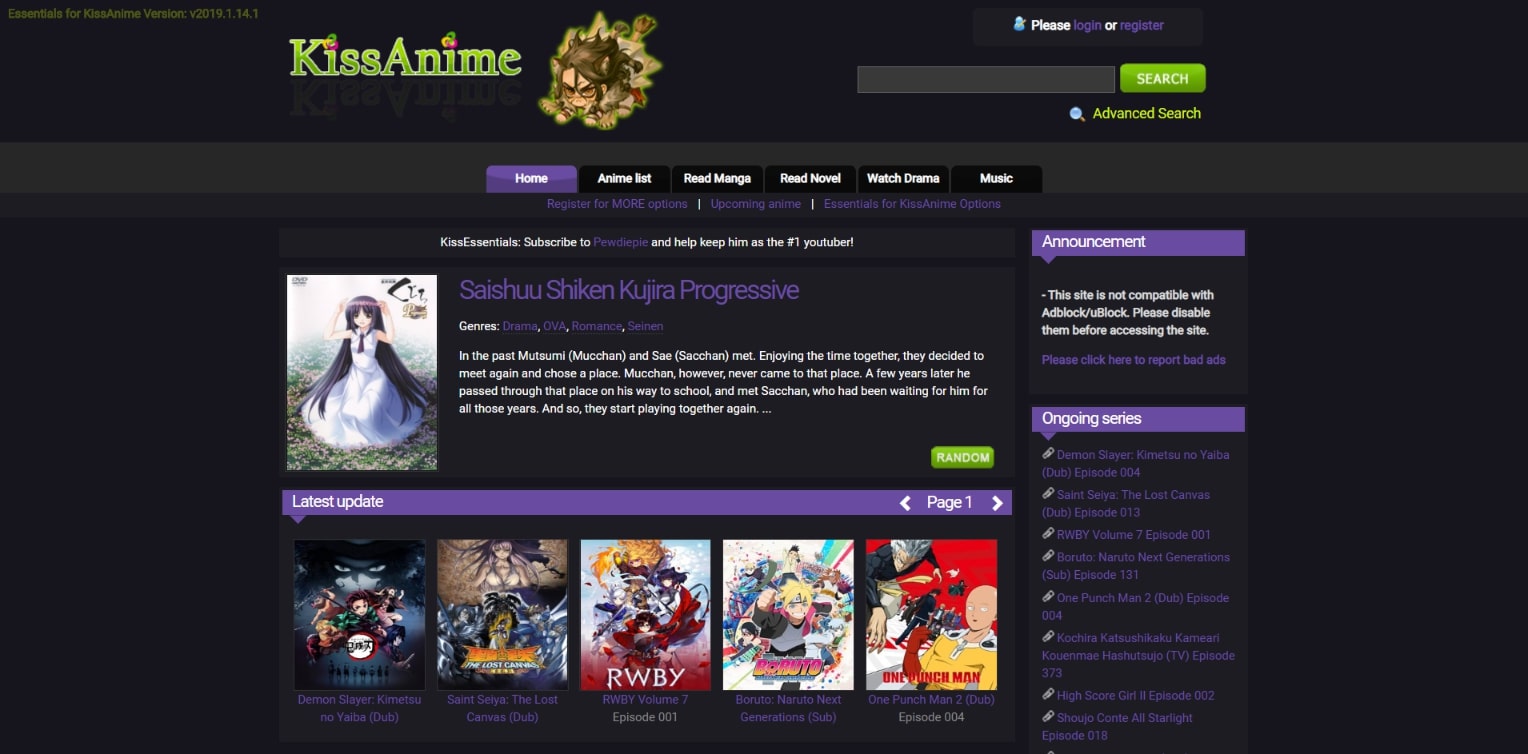 Essentials for KissAnime Version: v2019.1.14.1
KissAnime
Please login or register
SEARCH
Advanced Search
Home
Anime list
Read Manga
Read Novel
Watch Drama
Music
Register for MORE options | Upcoming anime | Essentials for KissAnime Options
KissEssentials: Subscribe to Pewdiepie and help keep him as the #1 youtuber!
DVD
Saishuu Shiken Kujira Progressive
Genres: Drama, OVA, Romance, Seinen
In the past Mutsumi (Mucchan) and Sae (Sacchan) met. Enjoying the time together, they decided to
meet again and chose a place. Mucchan, however, never came to that place. A few years later he
passed through that place on his way to school, and met Sacchan, who had been waiting for him for
all those years. And so, they start playing together again. ...
RANDOM
Latest update
Page 1
THE LOST CANVAS
RWBY
BORUTO
ONE PUNCH MAN
Demon Slayer: Kimetsu
no Yaiba (Dub)
Saint Seiya: The Lost
Canvas (Dub)
RWBY Volume 7
Episode 001
Boruto: Naruto Next
Generations (Sub)
One Punch Man 2 (Dub)
Episode 004
Announcement
- This site is not compatible with
Adblock/uBlock. Please disable
them before accessing the site.
Please click here to report bad ads
Ongoing series
Demon Slayer: Kimetsu no Yaiba
(Dub) Episode 004
Saint Seiya: The Lost Canvas
(Dub) Episode 013
RWBY Volume 7 Episode 001
Boruto: Naruto Next Generations
(Sub) Episode 131
One Punch Man 2 (Dub) Episode
004
Kochira Katsushikaku Kameari
Kouenmae Hashutsujo (TV) Episode
373
High Score Girl II Episode 002
Shoujo Conte All Starlight
Episode 018